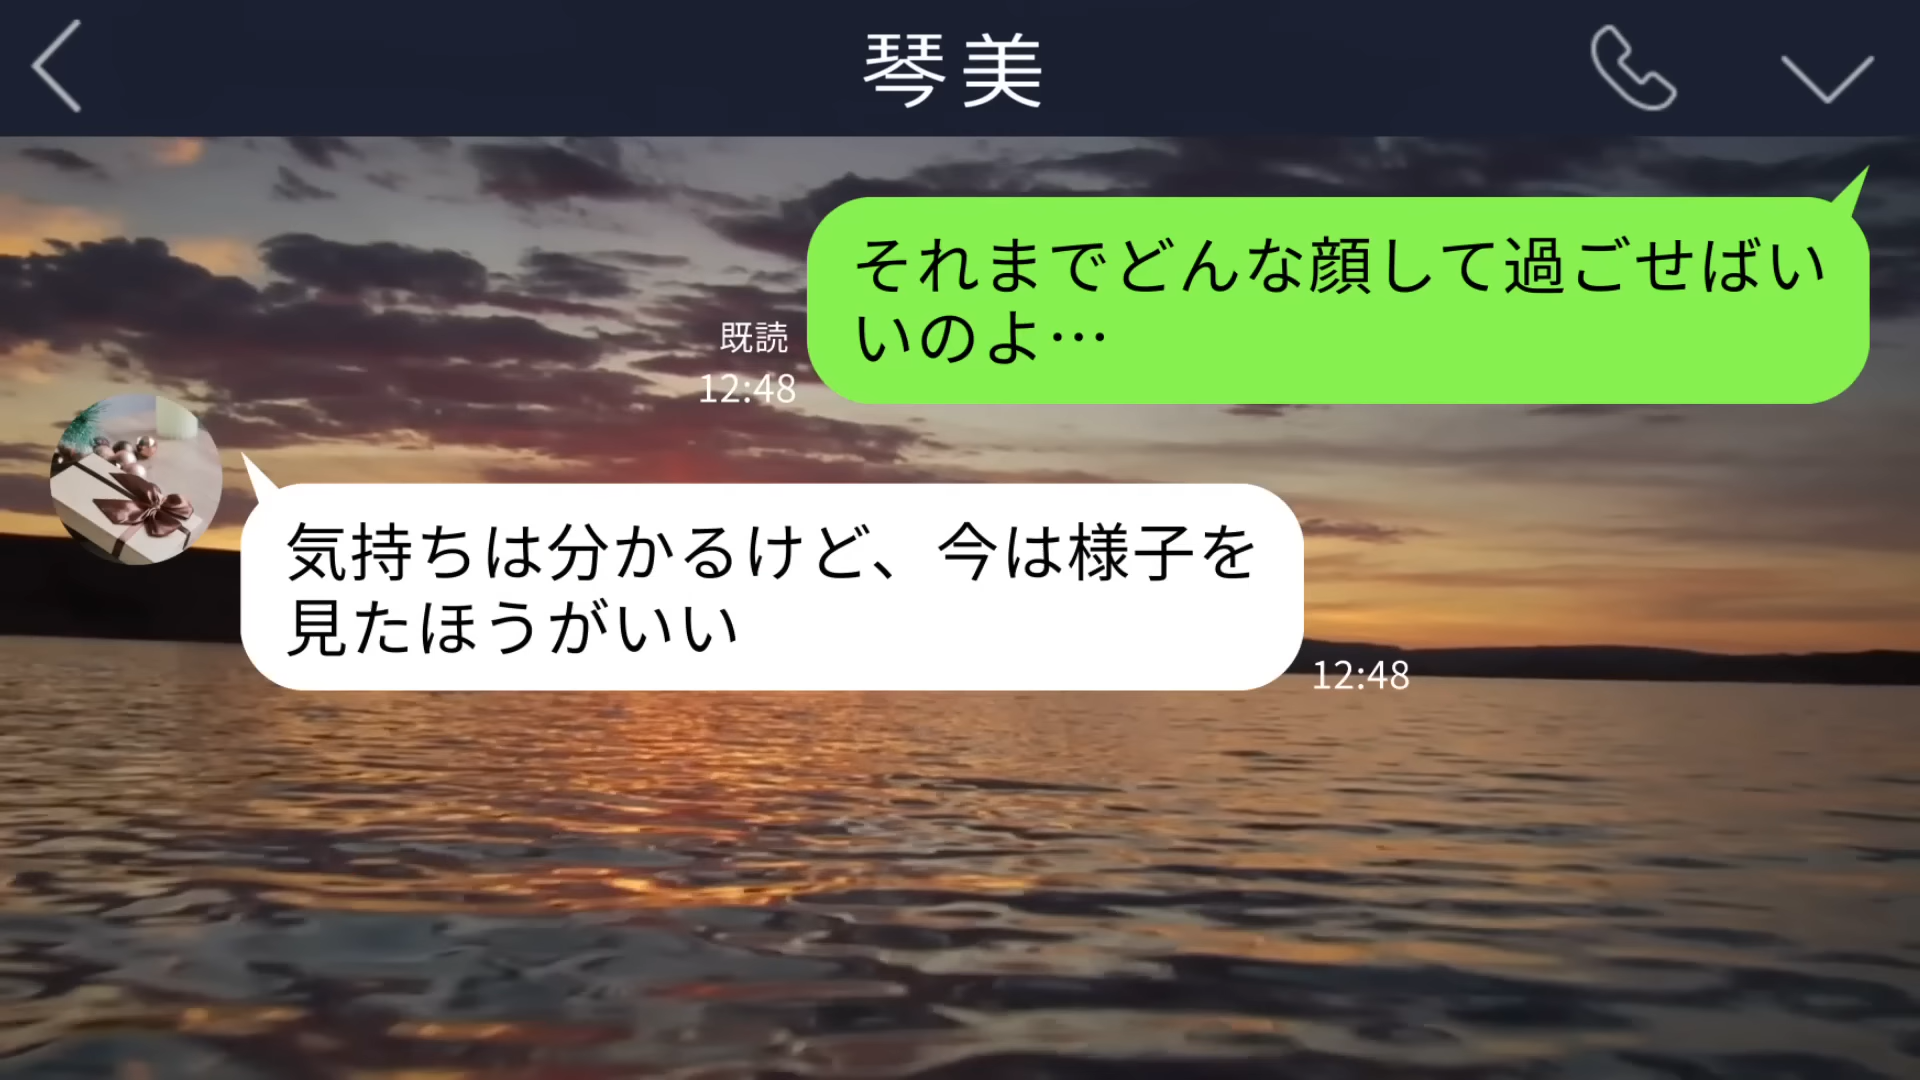 琴美
それまでどんな顔して過ごせばい
いのよ…
既読
12:48
気持ちは分かるけど、今は様子を
見たほうがいい
12:48